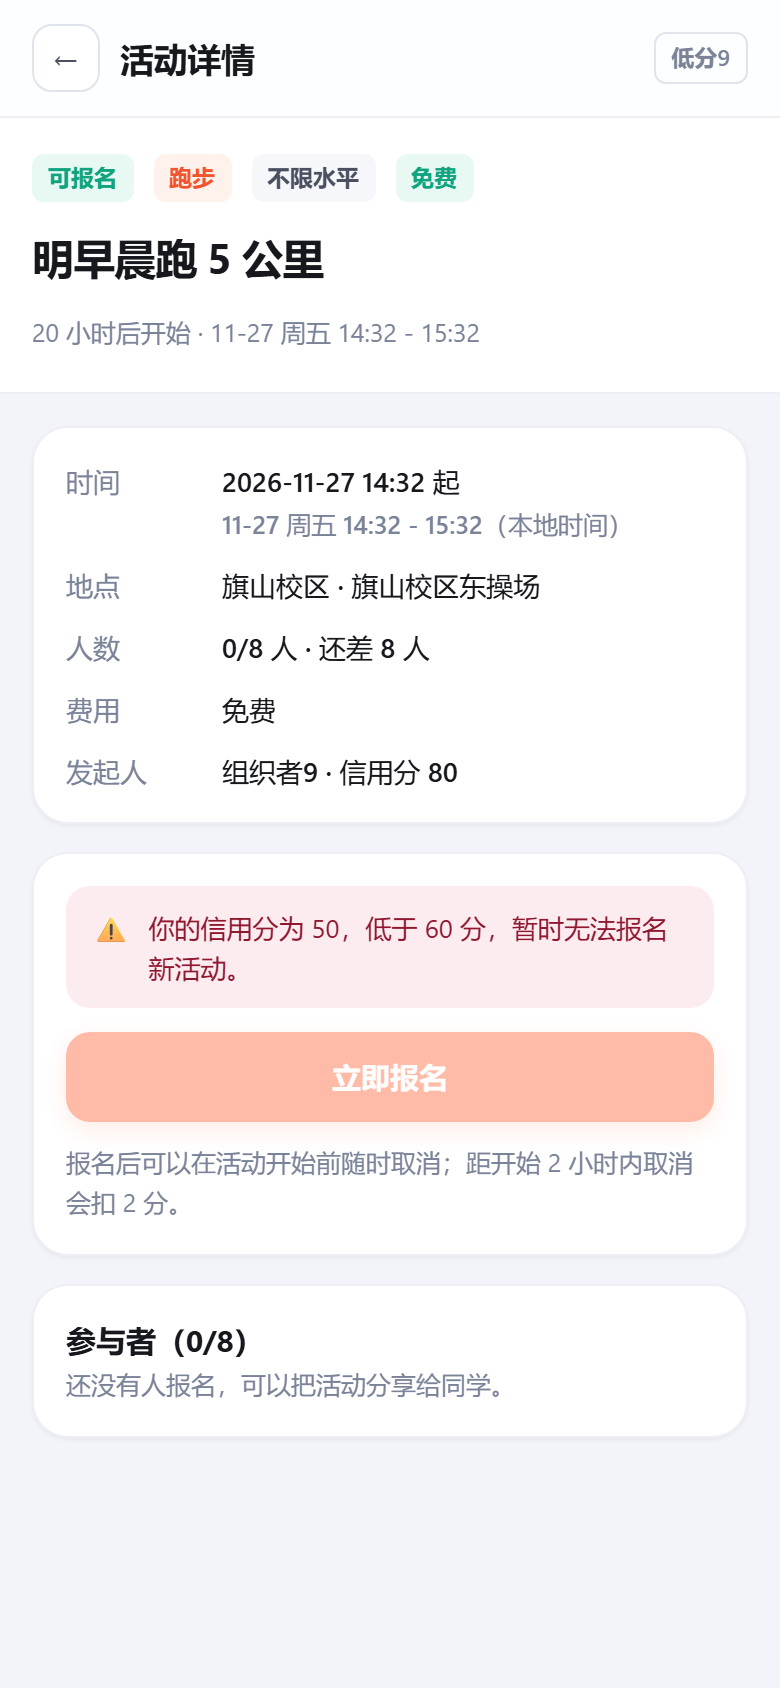 ← 活动详情 低分9
可报名 跑步 不限水平 免费
明早晨跑 5 公里
20 小时后开始 · 11-27 周五 14:32 - 15:32
时间 2026-11-27 14:32 起
11-27 周五 14:32 - 15:32（本地时间）
地点 旗山校区 · 旗山校区东操场
人数 0/8 人 · 还差 8 人
费用 免费
发起人 组织者9 · 信用分 80
你的信用分为 50，低于 60 分，暂时无法报名
新活动。
立即报名
报名后可以在活动开始前随时取消；距开始 2 小时内取消
会扣 2 分。
参与者（0/8）
还没有人报名，可以把活动分享给同学。